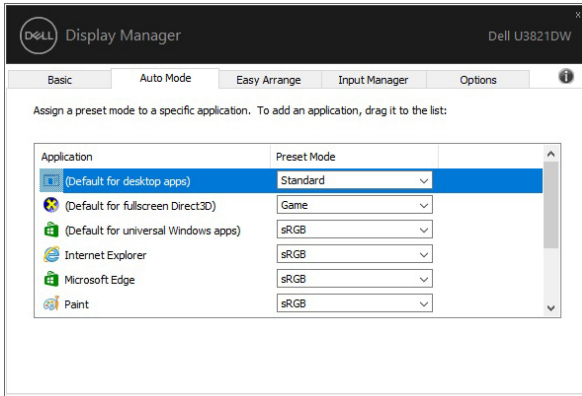 x
DELL Display Manager Dell U3821DW
Basic Auto Mode Easy Arrange Input Manager Options i
Assign a preset mode to a specific application. To add an application, drag it to the list:
Application Preset Mode
(Default for desktop apps) Standard
(Default for fullscreen Direct3D) Game
(Default for universal Windows apps) sRGB
Internet Explorer sRGB
Microsoft Edge sRGB
Paint sRGB